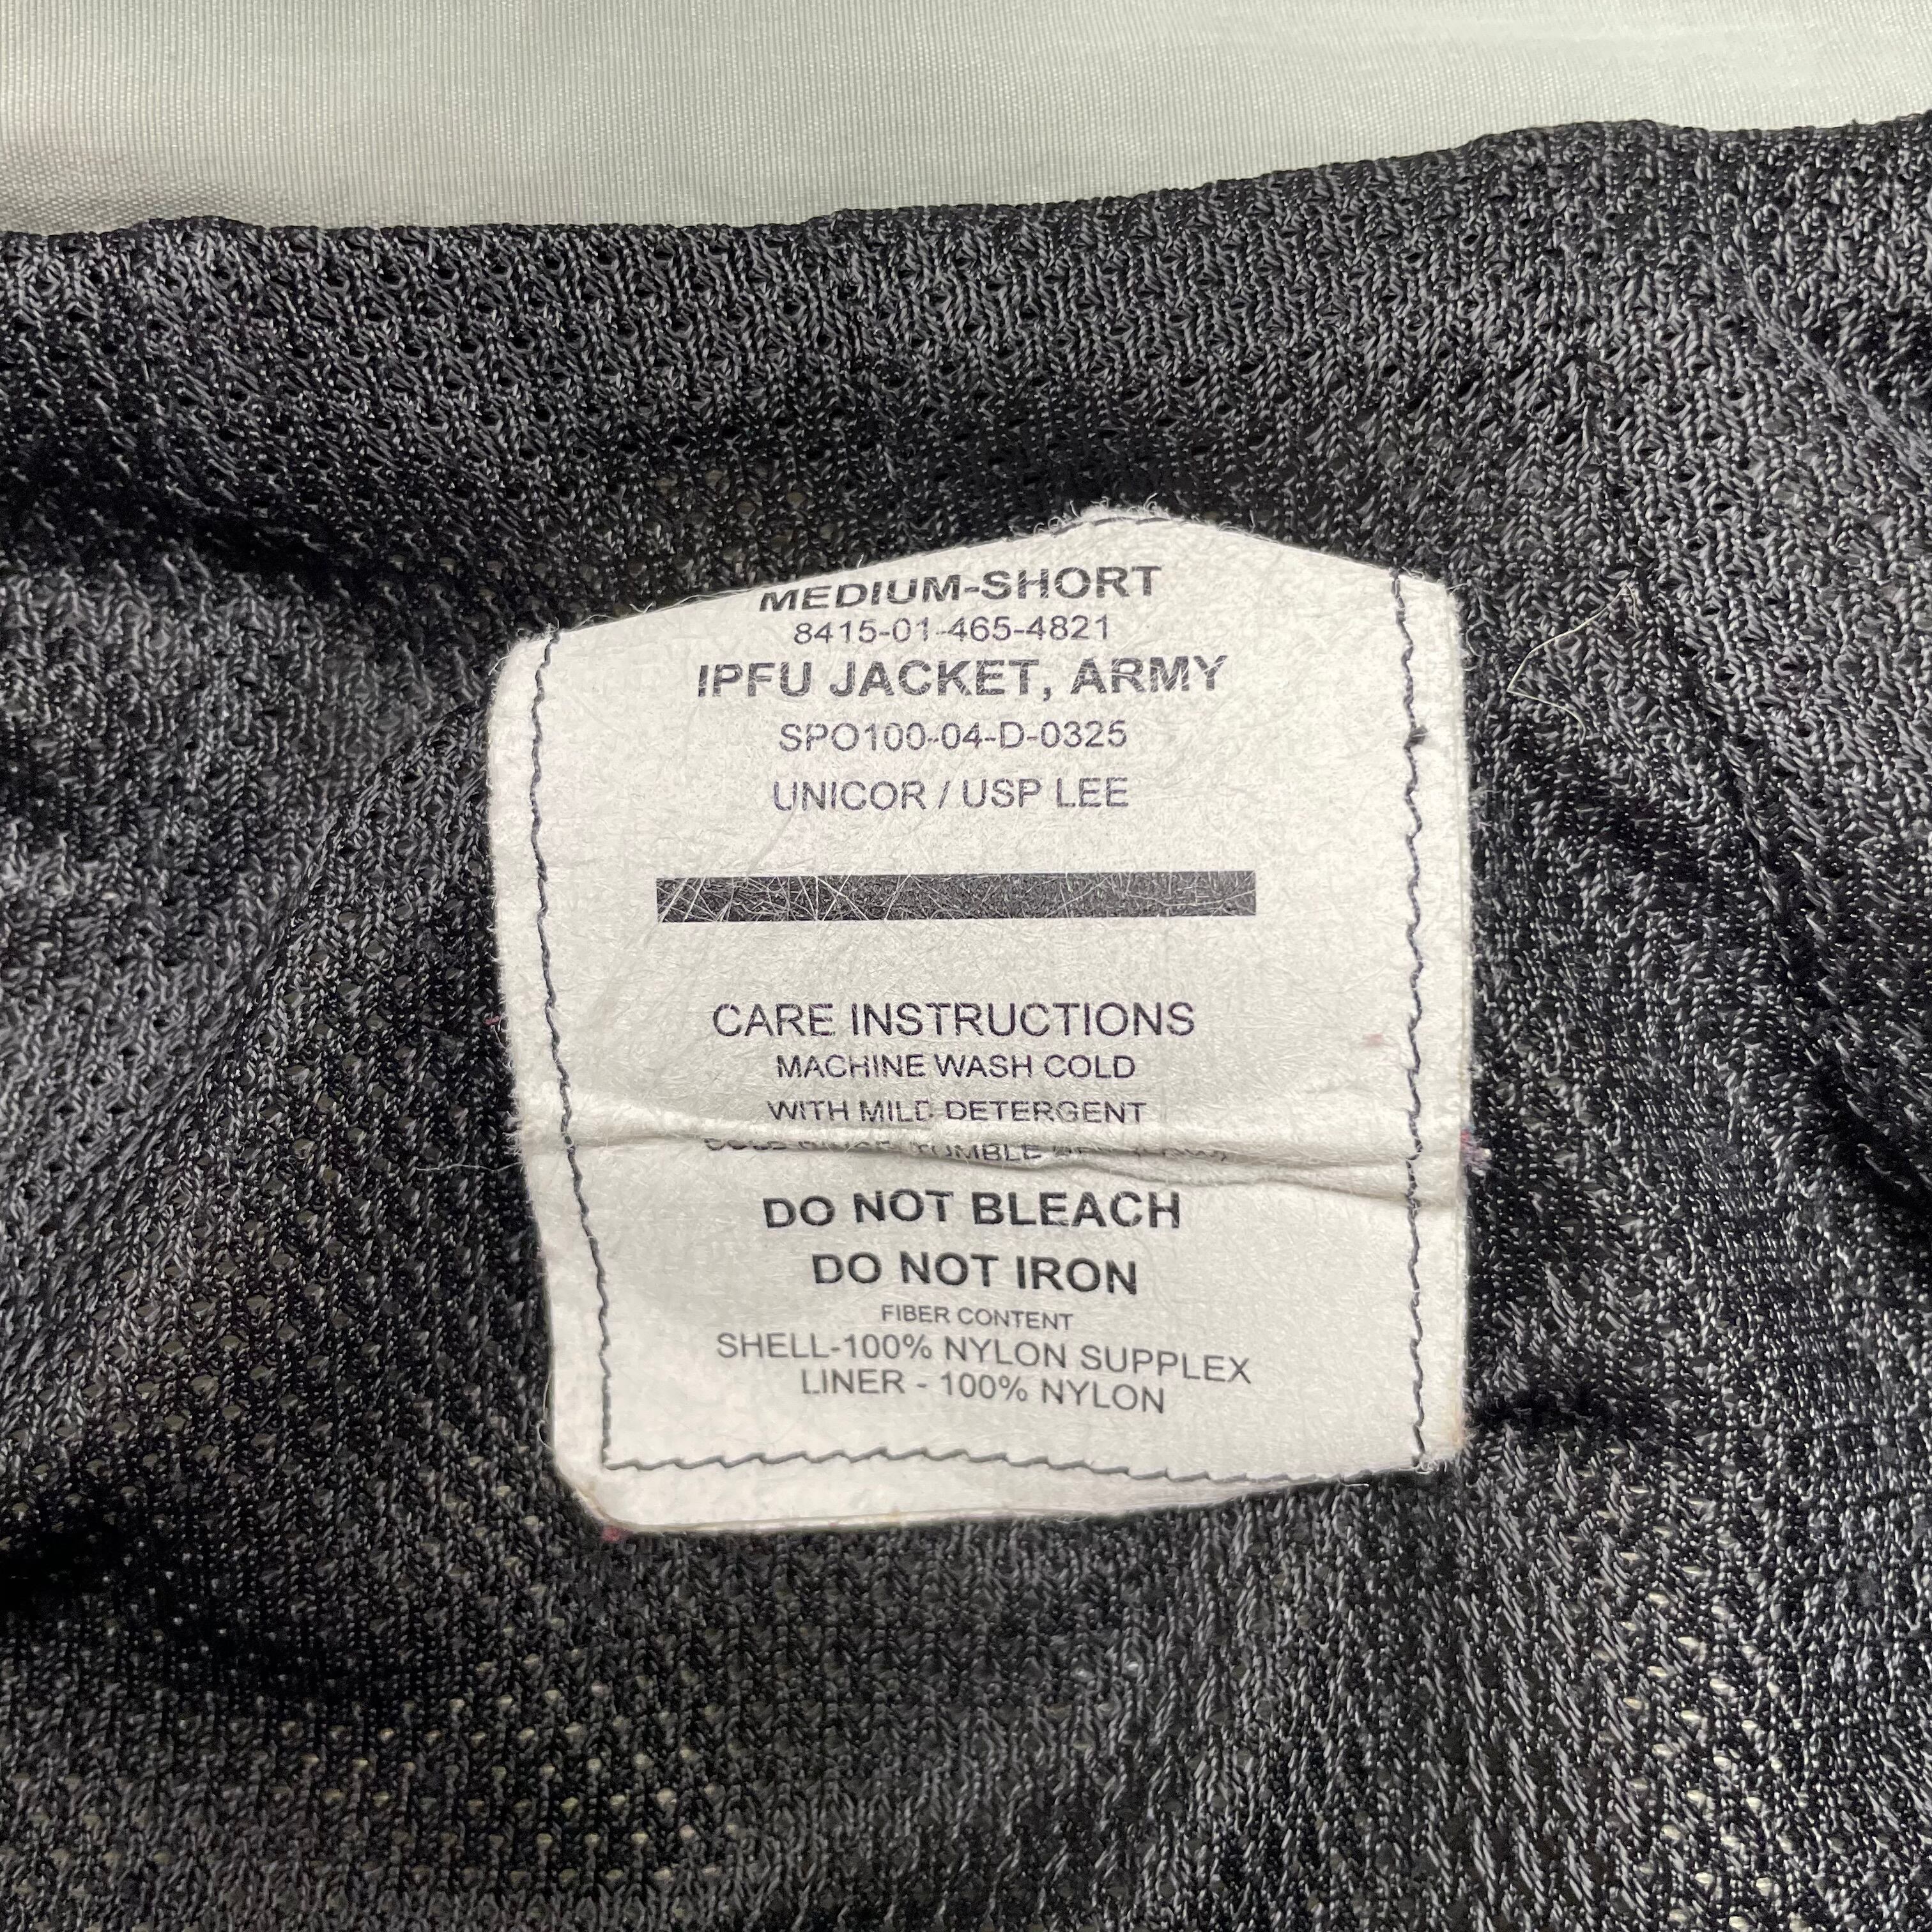 MEDIUM-SHORT
8415-01-465-4821
IPFU JACKET, ARMY
SPO100-04-D-0325
UNICOR / USP LEE
CARE INSTRUCTIONS
MACHINE WASH COLD
WITH MILD DETERGENT
TUMBLE
DO NOT BLEACH
DO NOT IRON
FIBER CONTENT
SHELL-100% NYLON SUPPLEX
LINER - 100% NYLON